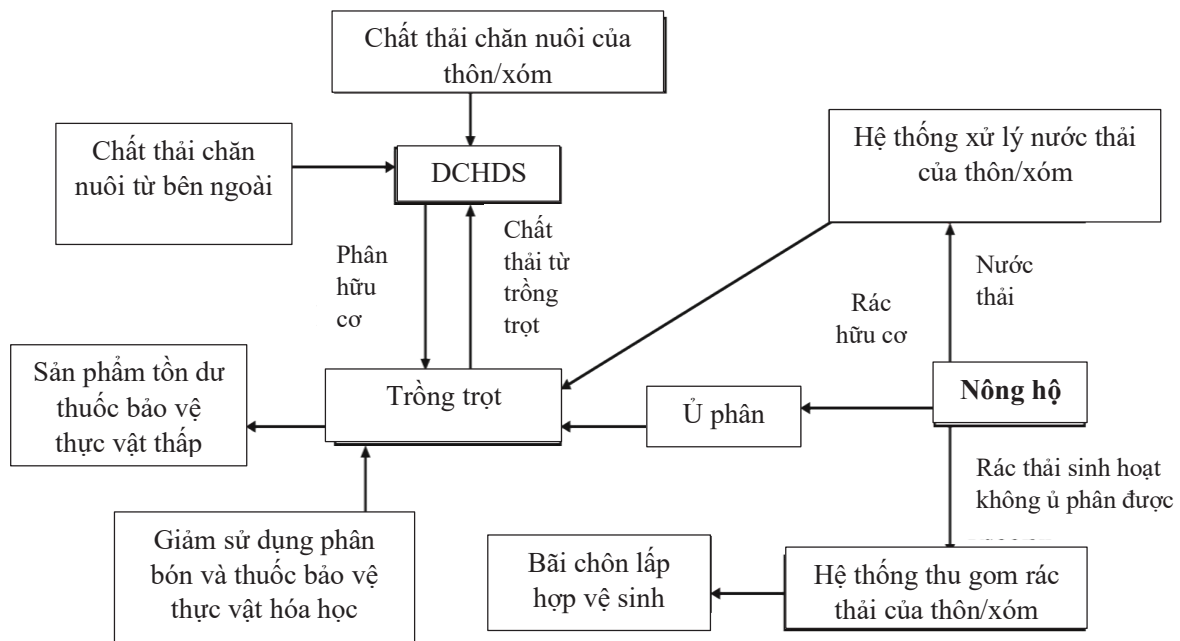 Chất thải chăn nuôi của
thôn/xóm
Chất thải chăn
nuôi từ bên ngoài
DCHDS
Hệ thống xử lý nước thải
của thôn/xóm
Phân
hữu
cơ
Chất
thải từ
trồng
trọt
Nước
thải
Rác
hữu cơ
Sản phẩm tồn dư
thuốc bảo vệ
thực vật thấp
Trồng trọt
Ủ phân
Nông hộ
Rác thải sinh hoạt
không ủ phân được
Giảm sử dụng phân
bón và thuốc bảo vệ
thực vật hóa học
Bãi chôn lấp
hợp vệ sinh
Hệ thống thu gom rác
thải của thôn/xóm